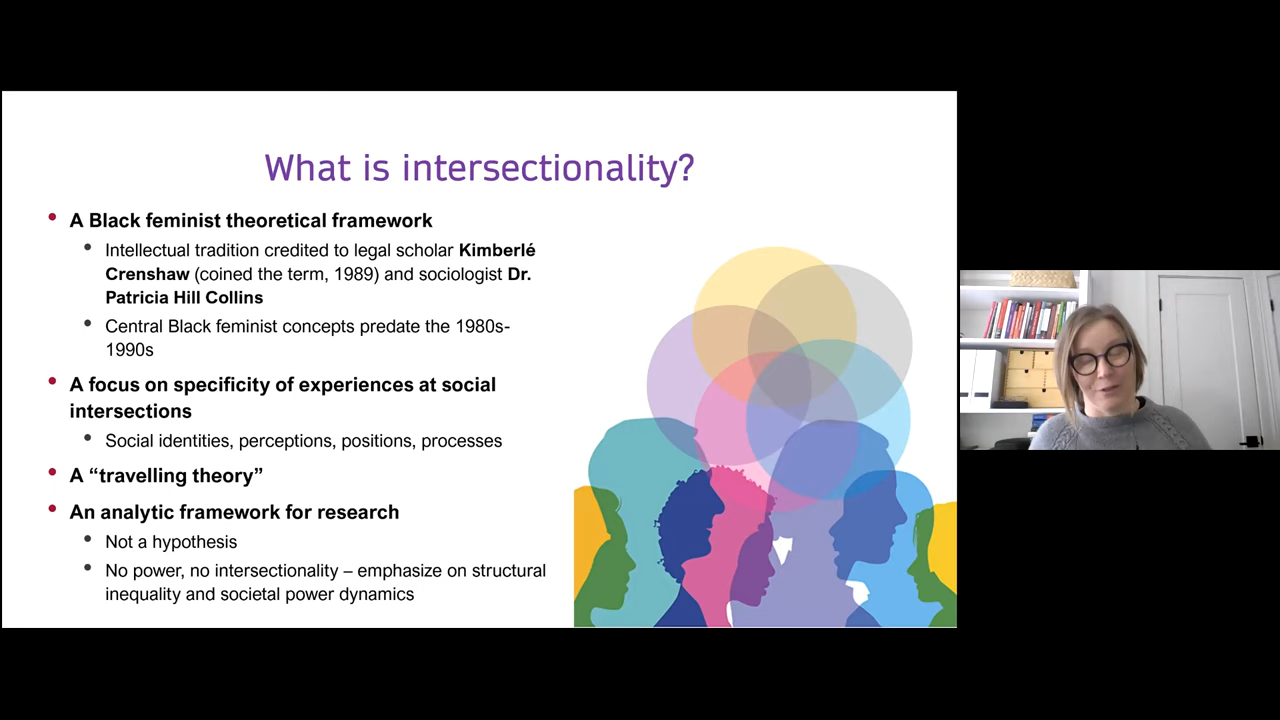 What is intersectionality?
• A Black feminist theoretical framework
• Intellectual tradition credited to legal scholar Kimberlé
Crenshaw (coined the term, 1989) and sociologist Dr.
Patricia Hill Collins
• Central Black feminist concepts predate the 1980s-
1990s
• A focus on specificity of experiences at social
intersections
• Social identities, perceptions, positions, processes
• A “travelling theory”
• An analytic framework for research
• Not a hypothesis
• No power, no intersectionality – emphasize on structural
inequality and societal power dynamics